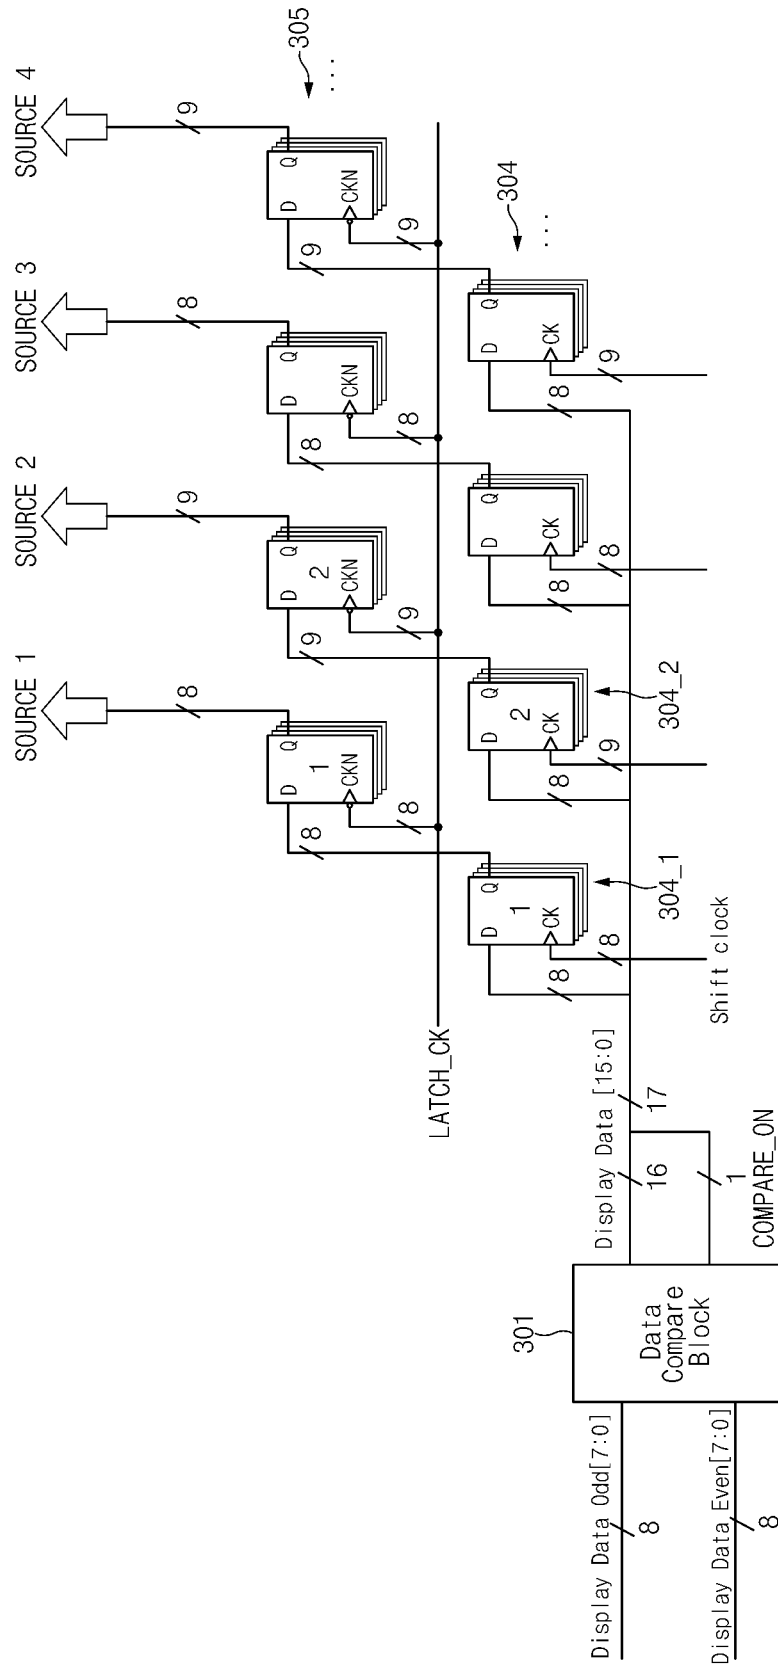 SOURCE 1
SOURCE 2
SOURCE 3
SOURCE 4
8
9
8
9
305
. . .
D
Q
1
CKN
D
Q
2
CKN
D
Q
CKN
D
Q
CKN
8
8
9
9
8
8
9
9
LATCH_CK
304
. . .
D
Q
1
CK
D
Q
2
CK
D
Q
CK
D
Q
CK
304_1
304_2
8
8
8
9
8
8
8
9
Shift clock
301
Data
Compare
Block
Display Data Odd[7:0]
8
Display Data Even[7:0]
8
Display Data [15:0]
16
17
1
COMPARE_ON